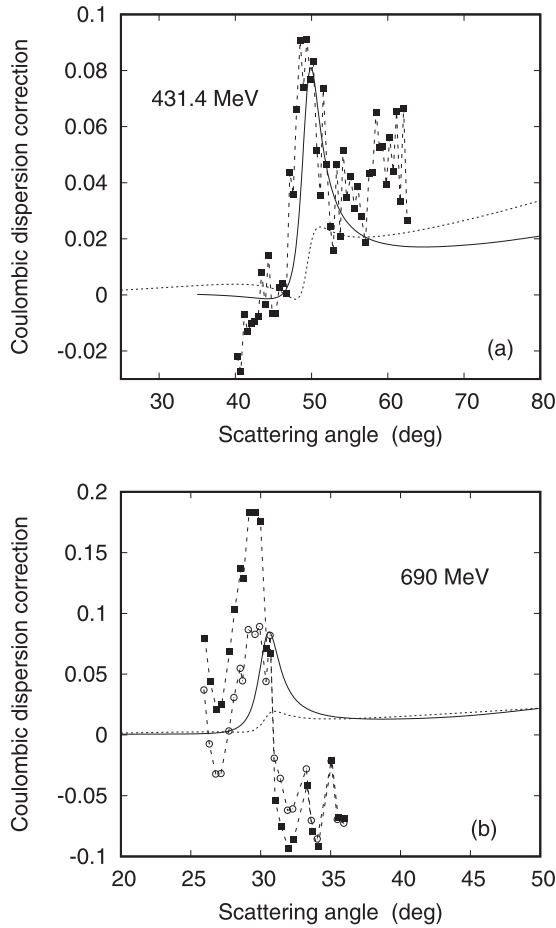 Coulombic dispersion correction
0.1
0.08
0.06
0.04
0.02
0
-0.02
431.4 MeV
(a)
30 40 50 60 70 80
Scattering angle (deg)
Coulombic dispersion correction
0.2
0.15
0.1
0.05
0
-0.05
-0.1
690 MeV
(b)
20 25 30 35 40 45 50
Scattering angle (deg)